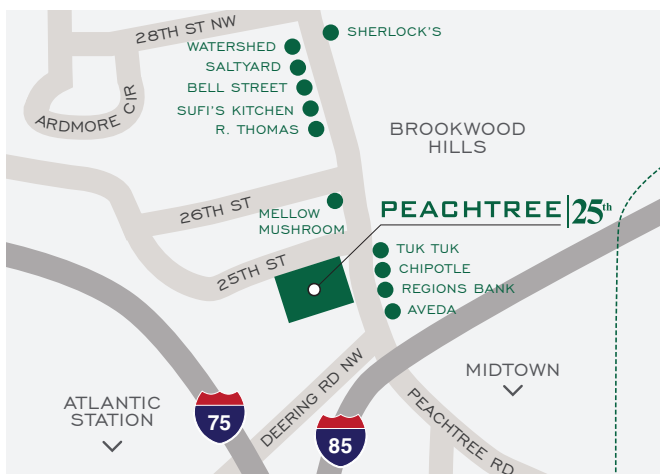 28TH ST NW
SHERLOCK'S
WATERSHED
SALTYARD
BELL STREET
SUFI'S KITCHEN
R. THOMAS
ARDMORE CIR
BROOKWOOD
HILLS
26TH ST
MELLOW
MUSHROOM
PEACHTREE|25th
25TH ST
TUK TUK
CHIPOTLE
REGIONS BANK
AVEDA
DEERING RD NW
MIDTOWN
PEACHTREE RD
ATLANTIC
STATION
75
85